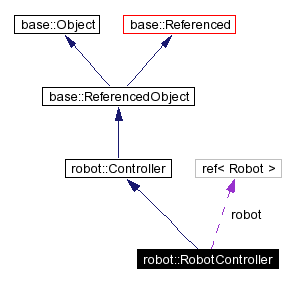 base::Object
base::Referenced
base::ReferencedObject
robot::Controller
ref< Robot >
robot
robot::RobotController